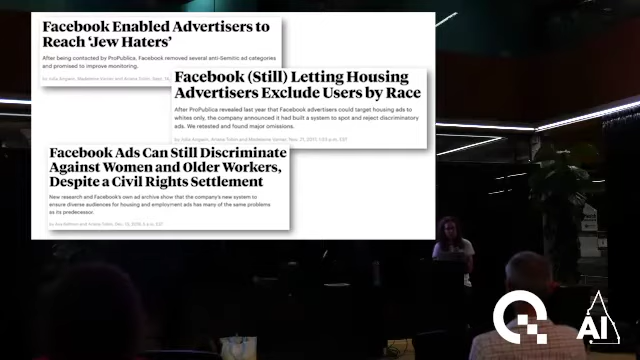 Facebook Enabled Advertisers to
Reach ‘Jew Haters’
After being contacted by ProPublica, Facebook removed several anti-Semitic ad categories
and promised to improve monitoring.
Facebook (Still) Letting Housing
Advertisers Exclude Users by Race
After ProPublica revealed last year that Facebook advertisers could target housing ads to
whites only, the company announced it had built a system to spot and reject discriminatory
ads. We retested and found major omissions.
Facebook Ads Can Still Discriminate
Against Women and Older Workers,
Despite a Civil Rights Settlement
New research and Facebook's own ad archive show that the company's new system to
ensure diverse audiences for housing and employment ads has many of the same problems
as its predecessor.
AI